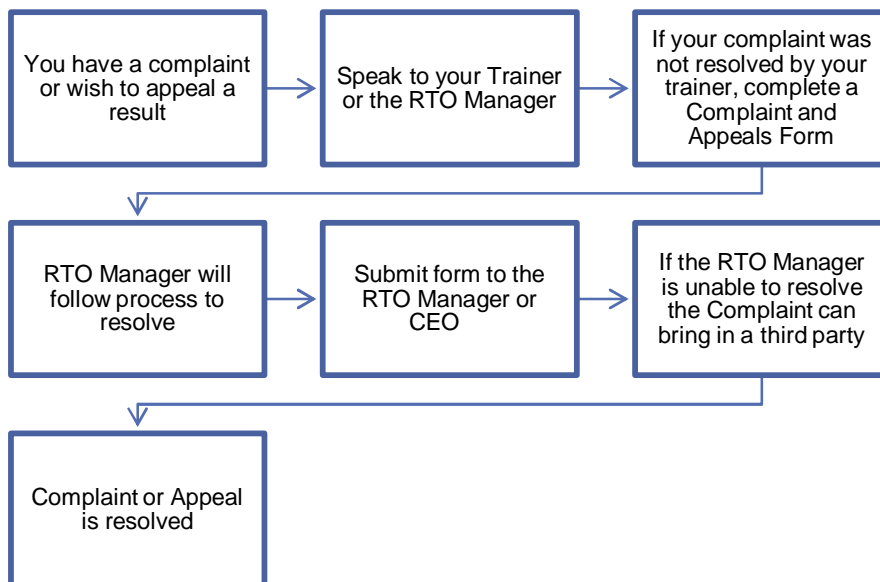 You have a complaint
or wish to appeal a
result
Speak to your Trainer
or the RTO Manager
If your complaint was
not resolved by your
trainer, complete a
Complaint and
Appeals Form
RTO Manager will
follow process to
resolve
Submit form to the
RTO Manager or
CEO
If the RTO Manager
is unable to resolve
the Complaint can
bring in a third party
Complaint or Appeal
is resolved